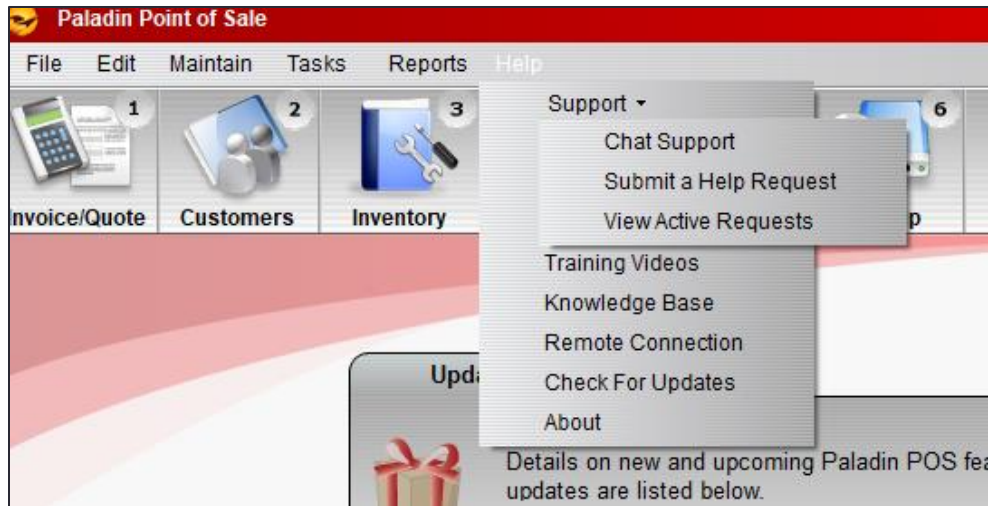 Paladin Point of Sale
File Edit Maintain Tasks Reports Help
1 2 3 6
Support
Chat Support
Submit a Help Request
View Active Requests
nvoice/Quote Customers Inventory p
Training Videos
Knowledge Base
Remote Connection
Check For Updates
About
Upda
Details on new and upcoming Paladin POS fea
updates are listed below.